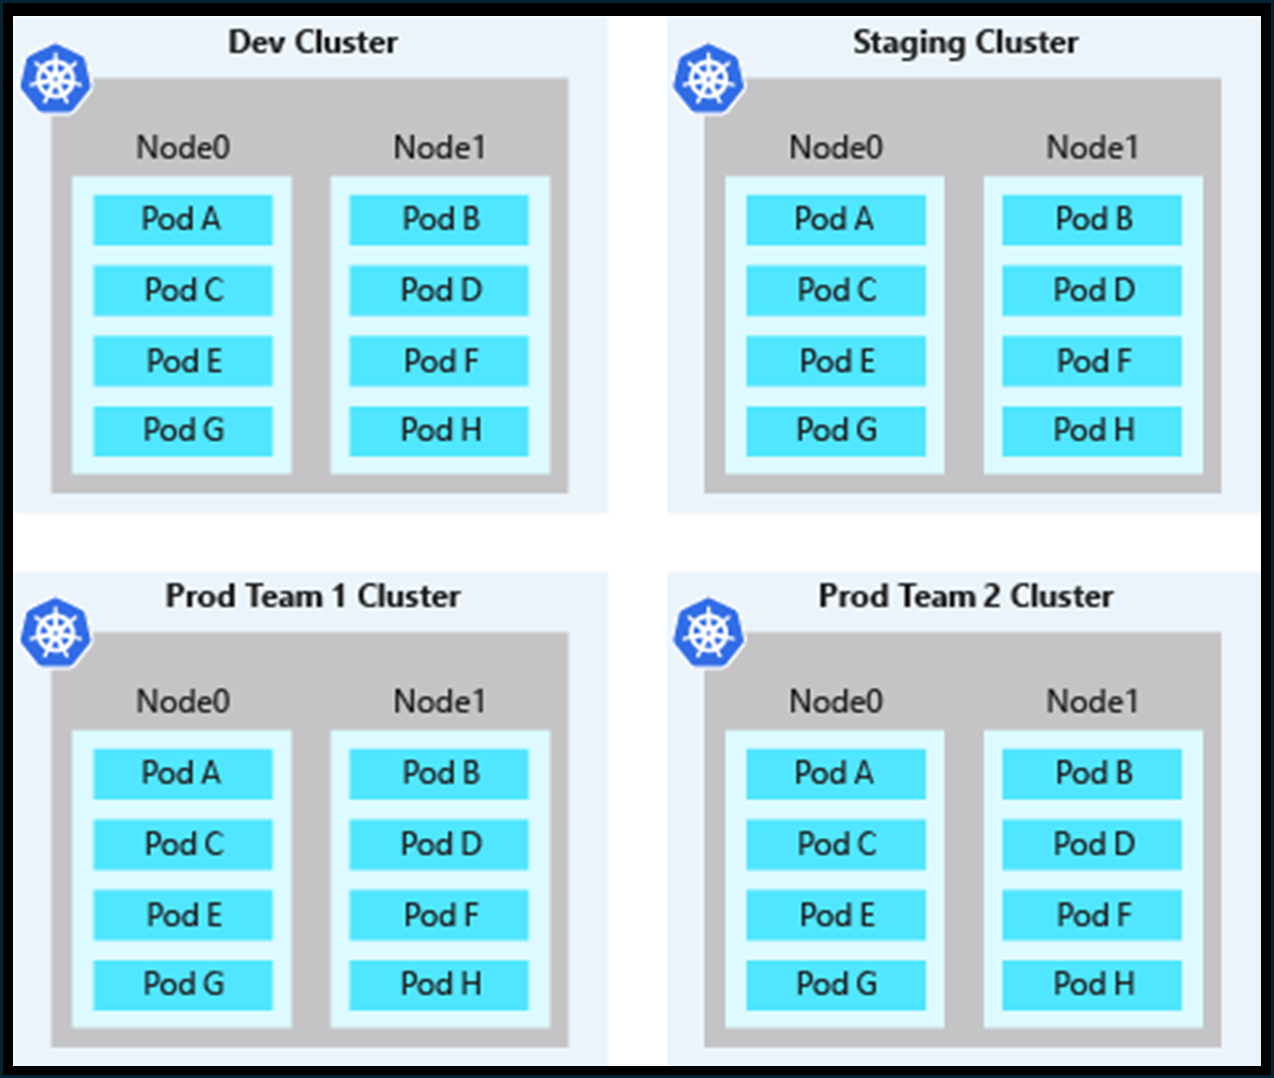 Dev Cluster
Node0
Pod A
Pod C
Pod E
Pod G
Node1
Pod B
Pod D
Pod F
Pod H
Staging Cluster
Node0
Pod A
Pod C
Pod E
Pod G
Node1
Pod B
Pod D
Pod F
Pod H
Prod Team 1 Cluster
Node0
Pod A
Pod C
Pod E
Pod G
Node1
Pod B
Pod D
Pod F
Pod H
Prod Team 2 Cluster
Node0
Pod A
Pod C
Pod E
Pod G
Node1
Pod B
Pod D
Pod F
Pod H